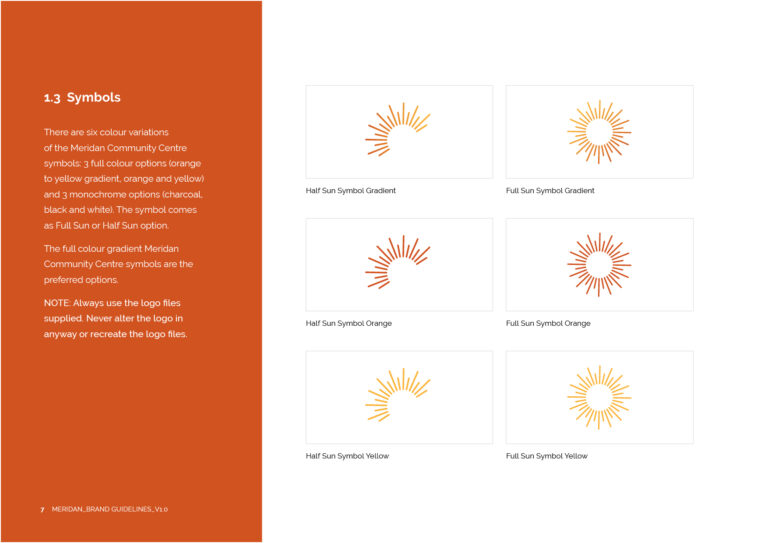 1.3 Symbols
There are six colour variations
of the Meridan Community Centre
symbols: 3 full colour options (orange
to yellow gradient, orange and yellow)
and 3 monochrome options (charcoal,
black and white). The symbol comes
as Full Sun or Half Sun option.
The full colour gradient Meridan
Community Centre symbols are the
preferred options.
NOTE: Always use the logo files
supplied. Never alter the logo in
anyway or recreate the logo files.
Half Sun Symbol Gradient
Full Sun Symbol Gradient
Half Sun Symbol Orange
Full Sun Symbol Orange
Half Sun Symbol Yellow
Full Sun Symbol Yellow
7 MERIDAN_BRAND GUIDELINES_V1.0